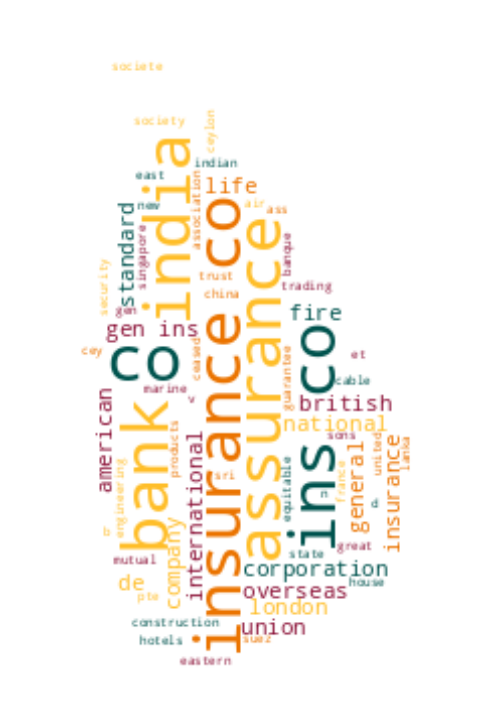 societe
society
ceylon
india
indian
east
life
association
new
standard
singapore
air
ass
insurance co
assurance
banque
security
trust
trading
china
gen
fire
gen ins
co
cey
ceased
co
et
marine
cable
guarantee
v
american
british
bank
national
products
sons
international
united
lanka
insurance
general
engineering
sri
ins
equitable
france
n
d
tr
company
state
great
mutual
corporation
de
house
pte
overseas
london
construction
union
hotels
suez
eastern